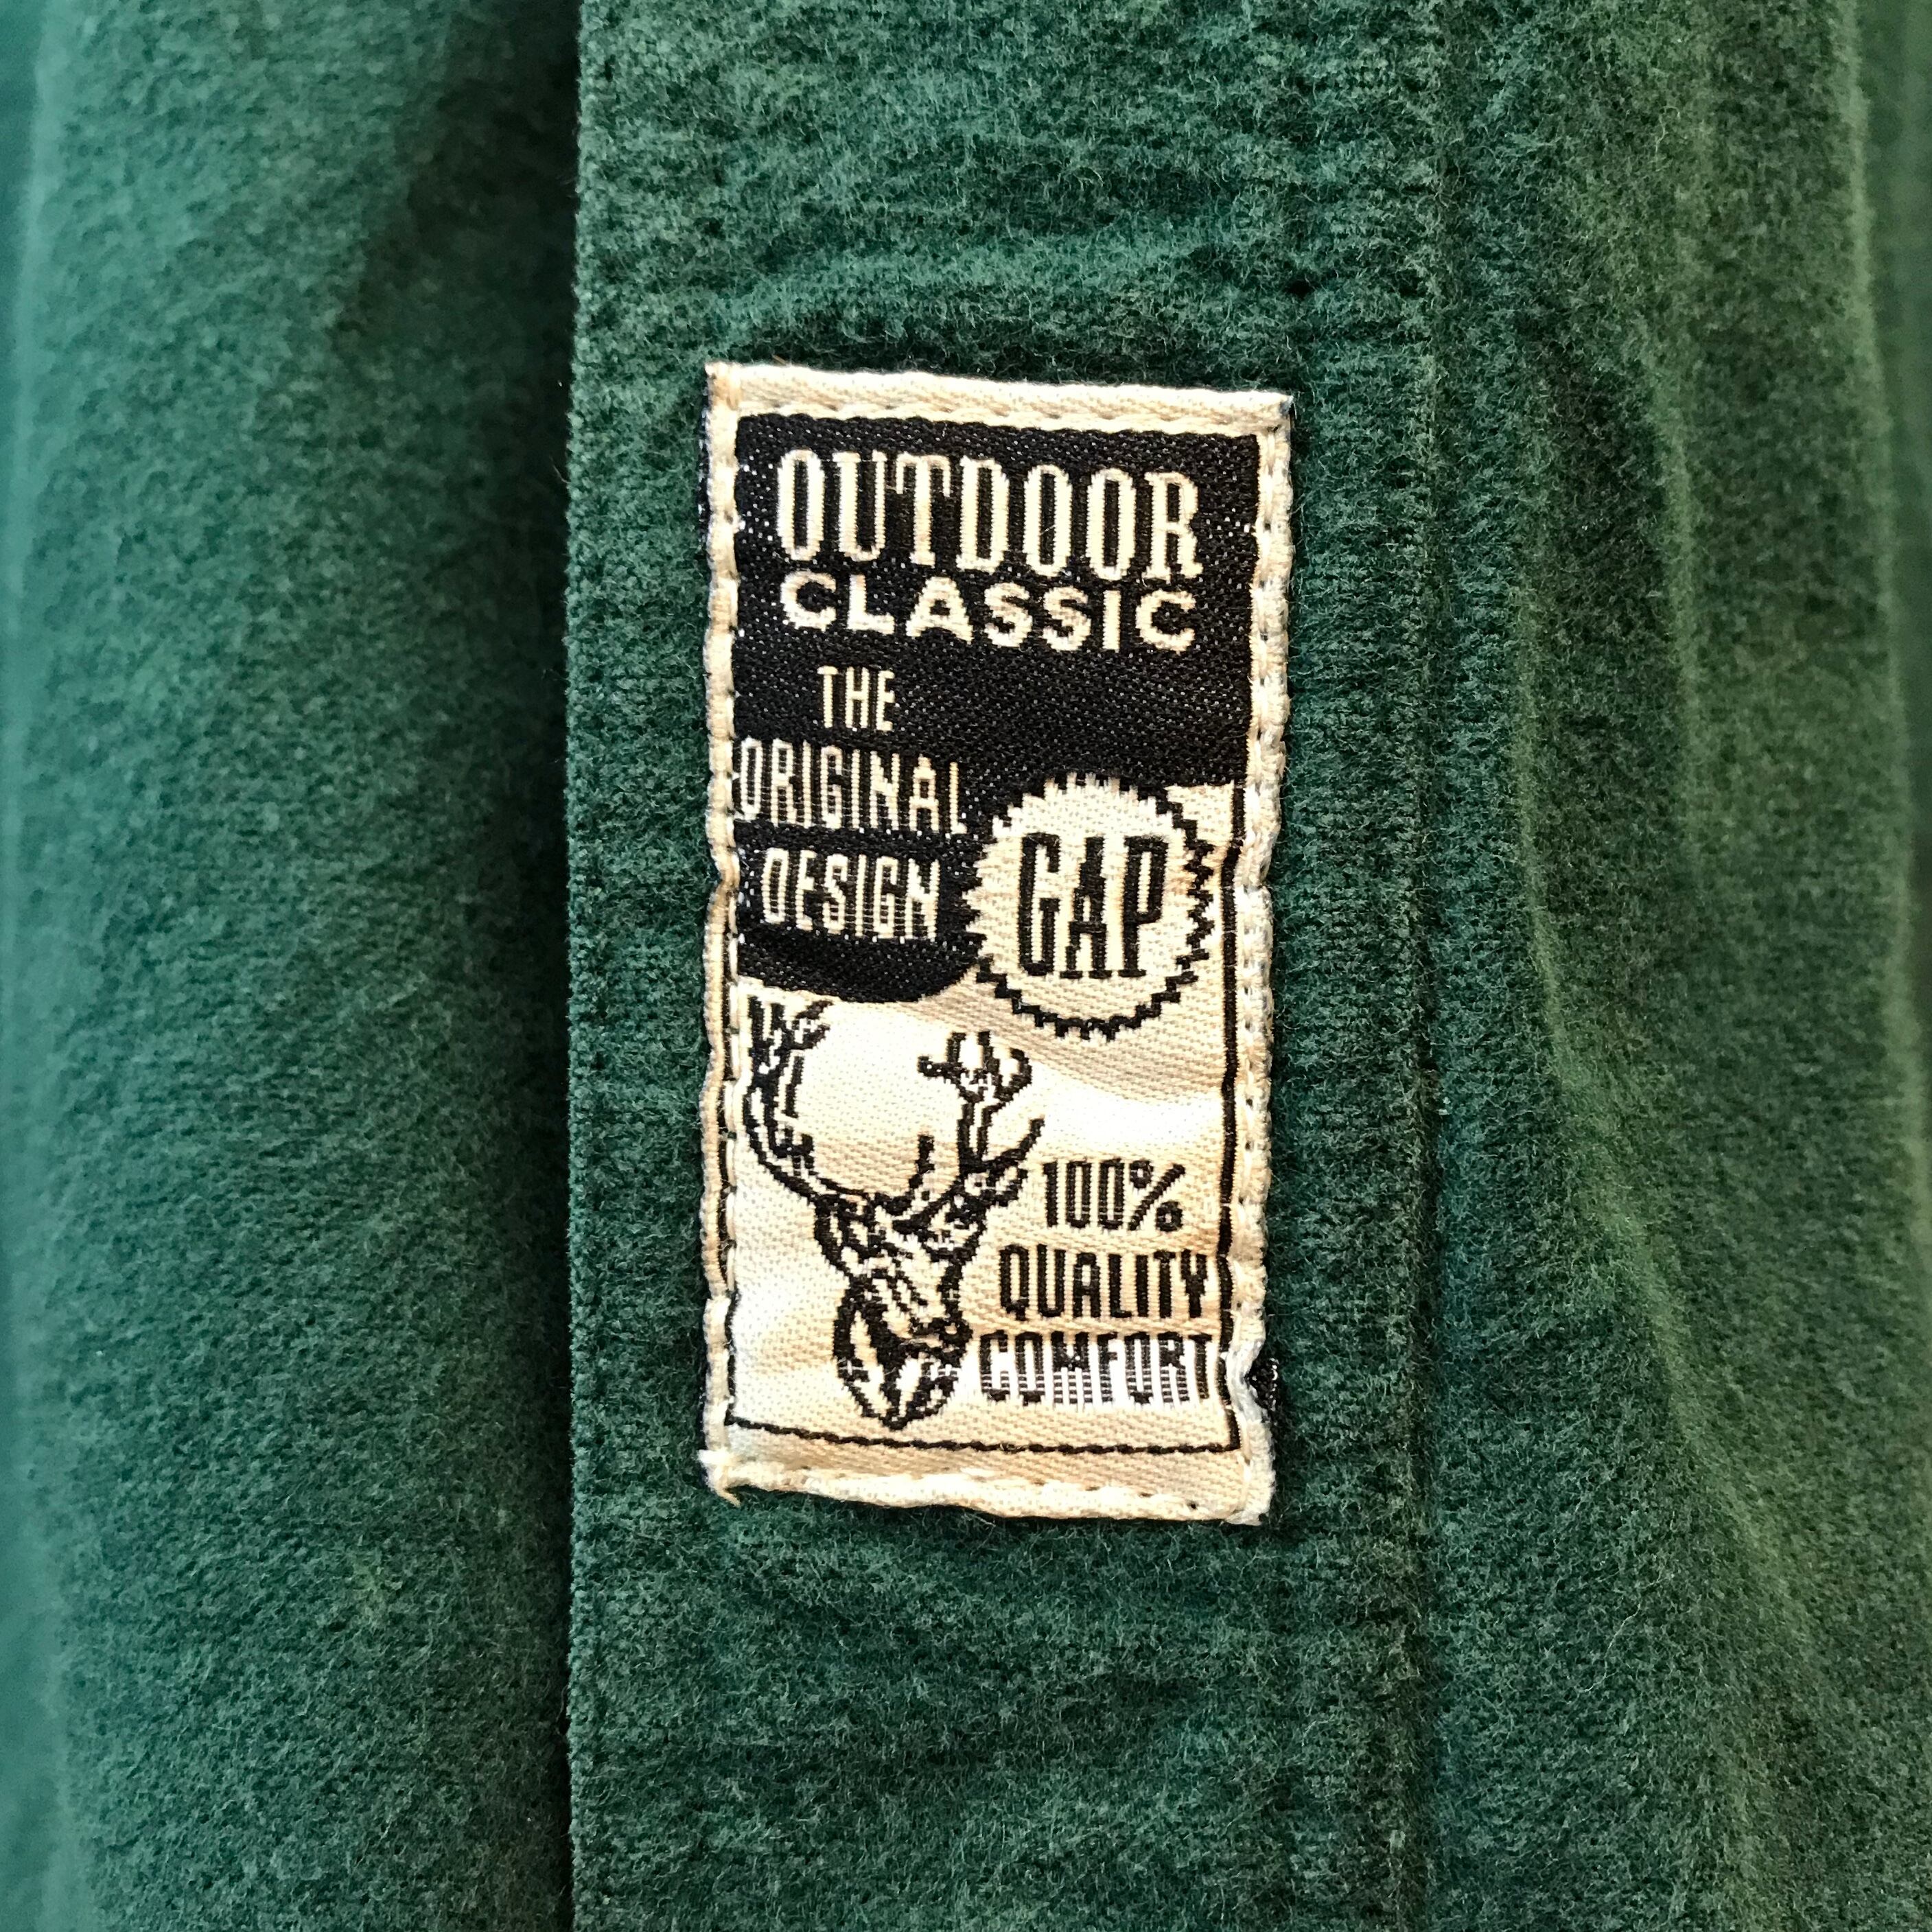 OUTDOOR
CLASSIC
THE
ORIGINAL
DESIGN
GAP
100%
QUALITY
COMFORT